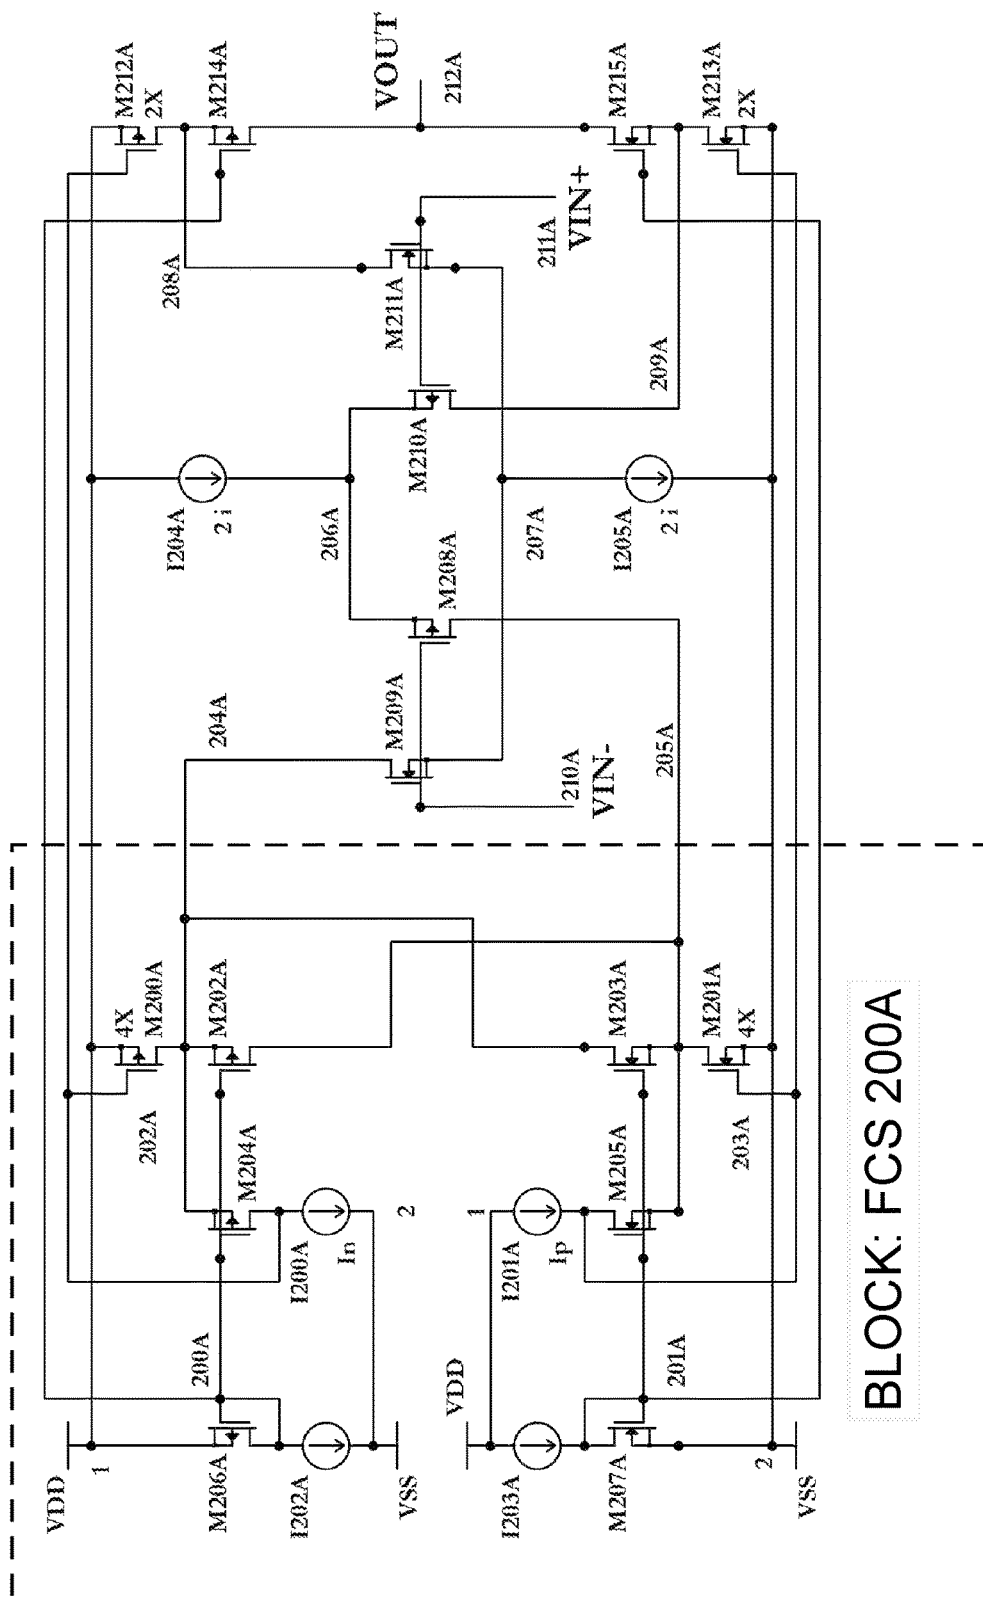 VDD
1
M206A
I202A
VSS
200A
I200A
In
M204A
2
202A
4X
M200A
M202A
VDD
I203A
M207A
2
VSS
201A
1
I201A
Ip
M205A
203A
M203A
M201A
4X
BLOCK: FCS 200A
204A
M209A
210A
VIN-
205A
M208A
I204A
2 i
206A
207A
I205A
2 i
M210A
209A
M211A
208A
211A
VIN+
M212A
2X
M214A
VOUT
212A
M215A
M213A
2X